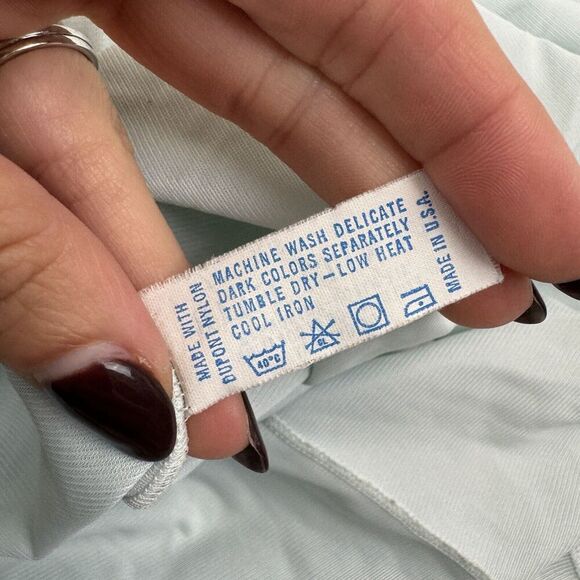 MADE WITH
DUPONT NYLON
MACHINE WASH DELICATE
DARK COLORS SEPARATELY
TUMBLE DRY—LOW HEAT
COOL IRON
40°C
CL
MADE IN U.S.A.